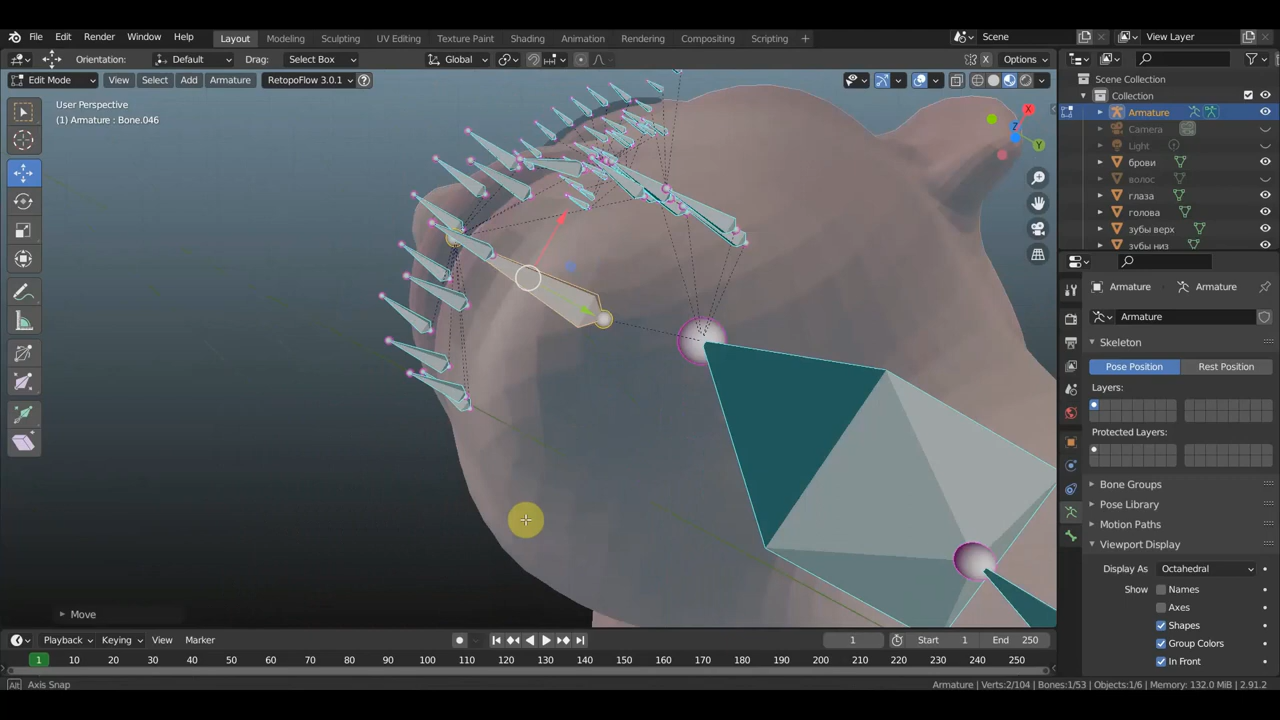 File Edit Render Window Help Layout Modeling Sculpting UV Editing Texture Paint Shading Animation Rendering Compositing Scripting + Scene View Layer
Orientation: Default Drag: Select Box Global Options
Edit Mode View Select Add Armature RetopoFlow 3.0.1
User Perspective
(1) Armature : Bone.046
X
Y
Z
Move
Scene Collection
Collection
Armature
Camera
Light
брови
волос
глаза
голова
зубы верх
зубы низ
Armature Armature
Armature
Skeleton
Pose Position Rest Position
Layers:
Protected Layers:
Bone Groups
Pose Library
Motion Paths
Viewport Display
Display As Octahedral
Show Names
Axes
Shapes
Group Colors
In Front
Playback Keying View Marker 1 Start 1 End 250
1 10 20 30 40 50 60 70 80 90 100 110 120 130 140 150 160 170 180 190 200 210 220 230 240 250
Alt Axis Snap Armature | Verts:2/104 | Bones:1/53 | Objects:1/6 | Memory: 132.0 MiB | 2.91.2